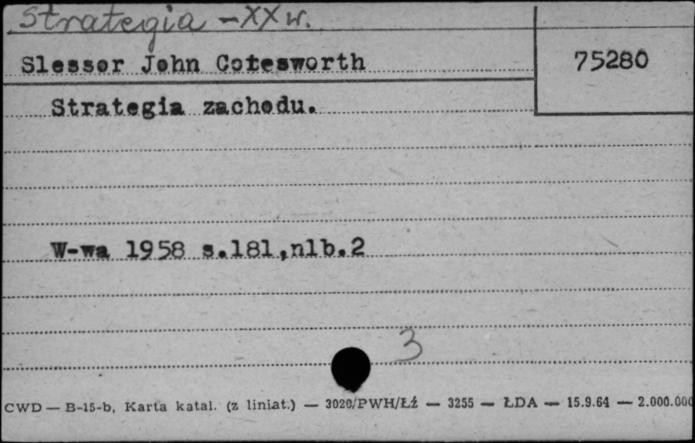 Strategia - XX w.
Slessor John Cotesworth
75280
Strategia zachodu.
W-wa 1958 s.181,nlb.2
3
CWD — B-15-b, Karta katal. (z liniat.) — 3020/PWH/Łź — 3255 — ŁDA — 15.9.64 — 2.000.000